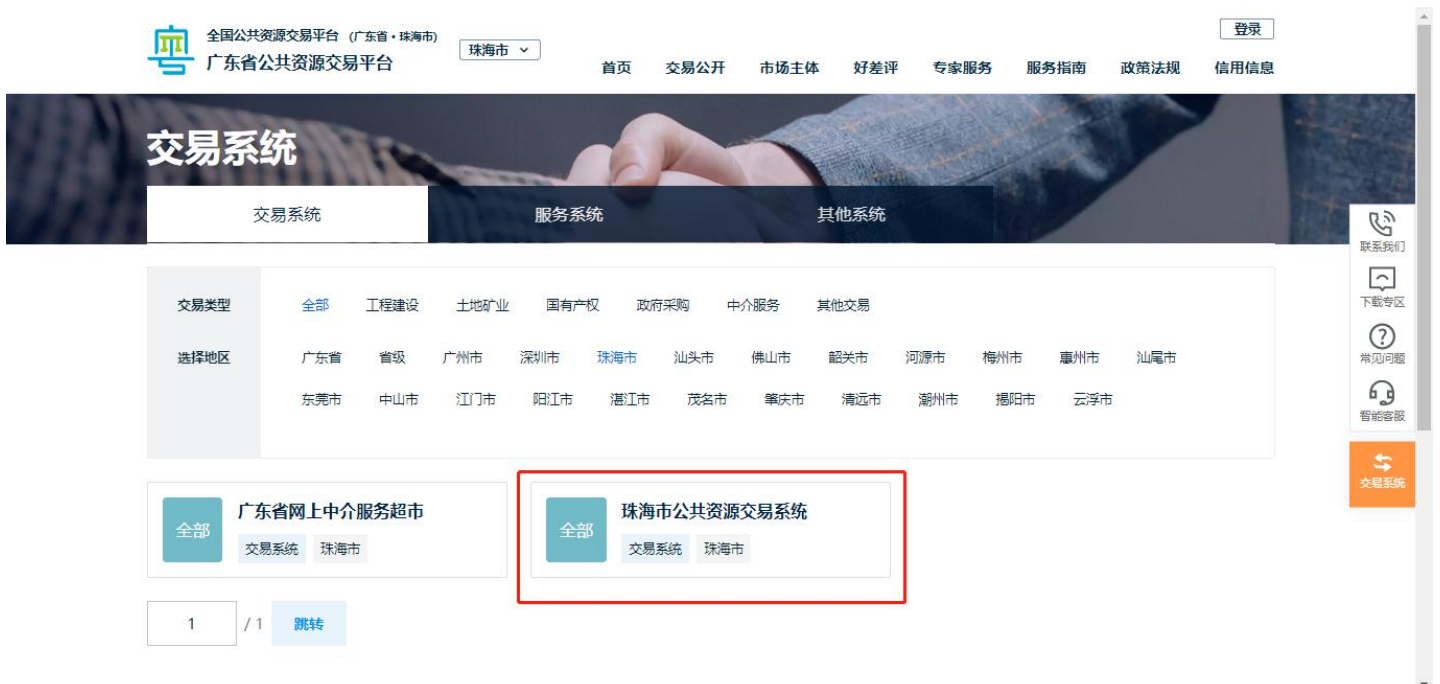 全国公共资源交易平台 (广东省·珠海市)
广东省公共资源交易平台
珠海市
登录
首页 交易公开 市场主体 好差评 专家服务 服务指南 政策法规 信用信息
交易系统
交易系统 服务系统 其他系统
联系我们
下载专区
常见问题
智能客服
交易系统
交易类型 全部 工程建设 土地矿业 国有产权 政府采购 中介服务 其他交易
选择地区 广东省 省级 广州市 深圳市 珠海市 汕头市 佛山市 韶关市 河源市 梅州市 惠州市 汕尾市
东莞市 中山市 江门市 阳江市 湛江市 茂名市 肇庆市 清远市 潮州市 揭阳市 云浮市
全部 广东省网上中介服务超市
交易系统 珠海市
全部 珠海市公共资源交易系统
交易系统 珠海市
1 / 1 跳转